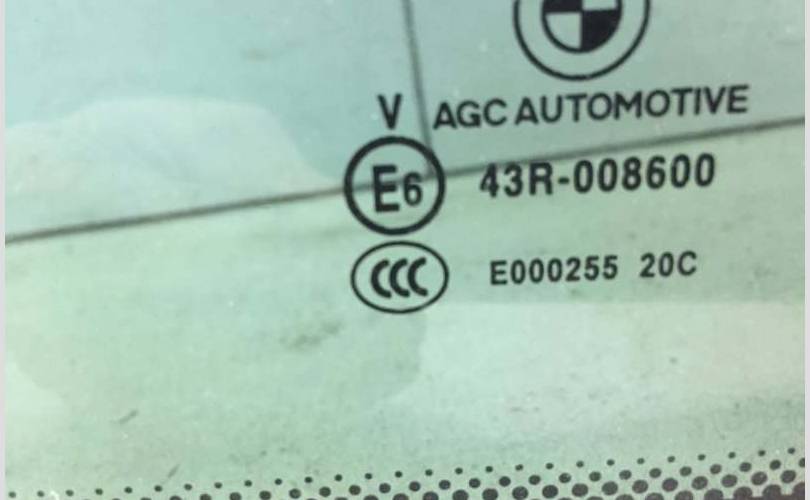 V AGC AUTOMOTIVE
E6 43R-008600
CCC E000255 20C